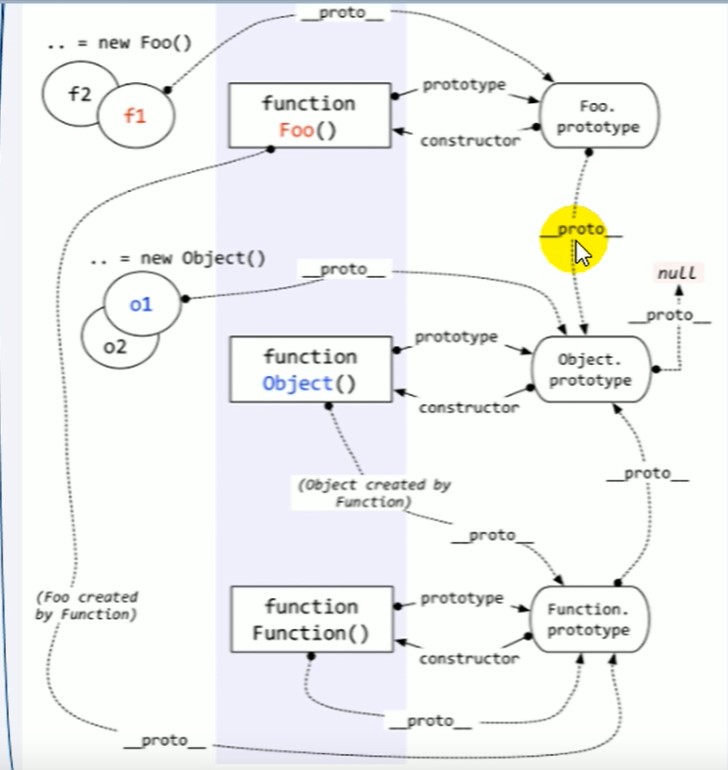 __proto__
.. = new Foo()
f2
f1
function
Foo()
prototype
constructor
Foo.
prototype
__proto__
.. = new Object()
o1
o2
__proto__
null
__proto__
function
Object()
prototype
constructor
Object.
prototype
(Object created by
Function)
__proto__
__proto__
(Foo created
by Function)
function
Function()
prototype
constructor
Function.
prototype
__proto__
__proto__